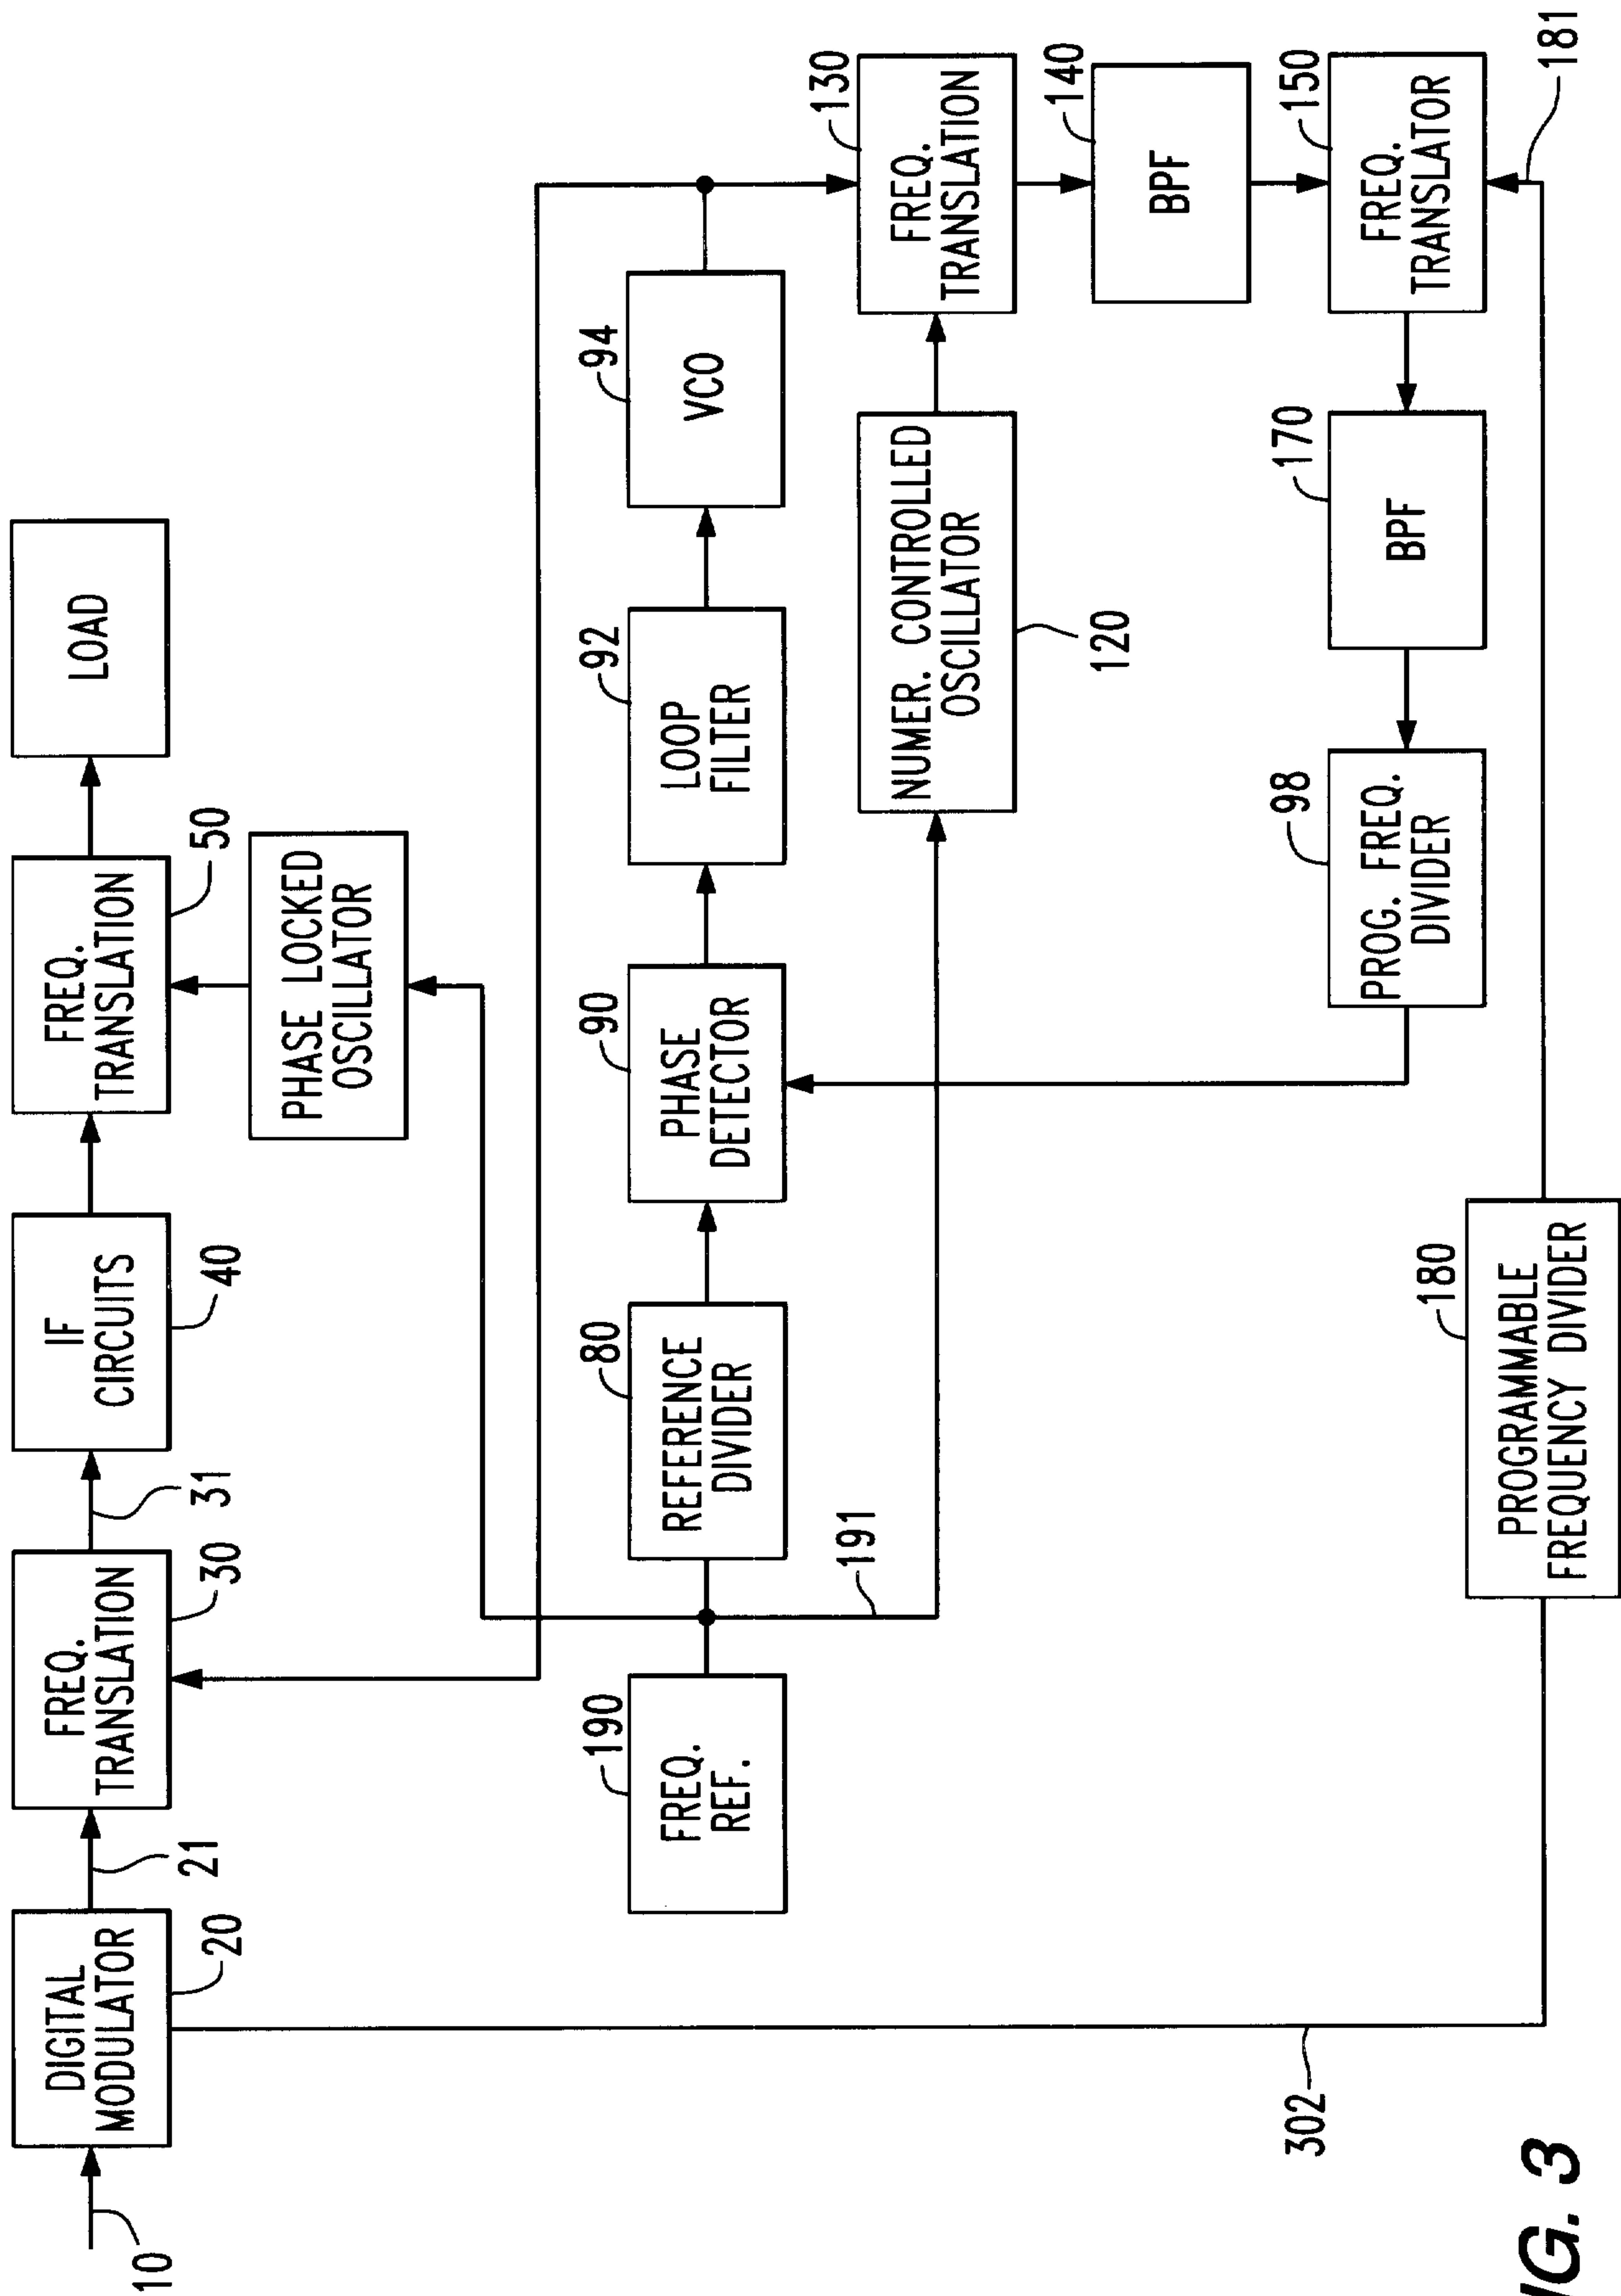 10
DIGITAL
MODULATOR
20
21
FREQ.
TRANSLATION
30
31
IF
CIRCUITS
40
FREQ.
TRANSLATION
50
LOAD
PHASE LOCKED
OSCILLATOR
FREQ.
REF.
190
191
REFERENCE
DIVIDER
80
PHASE
DETECTOR
90
LOOP
FILTER
92
VCO
94
NUMER. CONTROLLED
OSCILLATOR
120
FREQ.
TRANSLATION
130
BPF
140
FREQ.
TRANSLATOR
150
BPF
170
PROG. FREQ.
DIVIDER
98
PROGRAMMABLE
FREQUENCY DIVIDER
180
181
302
IG. 3